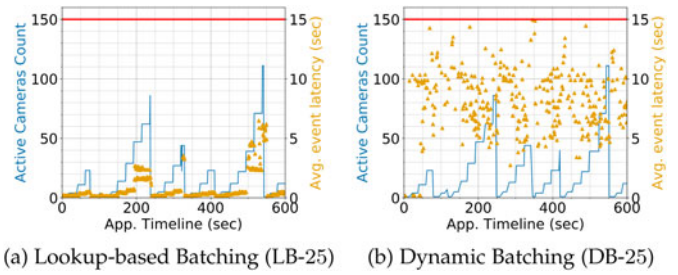 Active Cameras Count
150
100
50
0
15
10
5
0
Avg. event latency (sec)
0 200 400 600
App. Timeline (sec)
(a) Lookup-based Batching (LB-25)
Active Cameras Count
150
100
50
0
15
10
5
0
Avg. event latency (sec)
0 200 400 600
App. Timeline (sec)
(b) Dynamic Batching (DB-25)